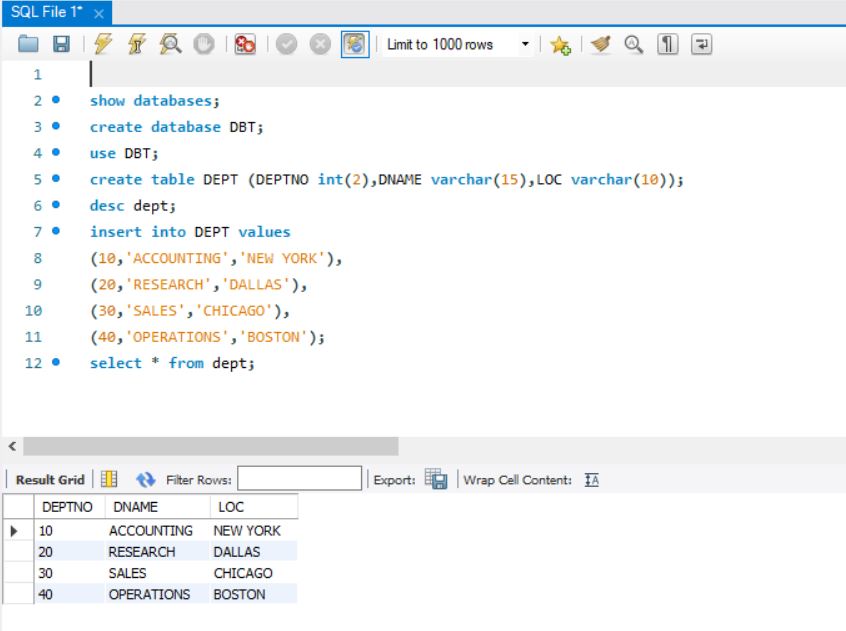 SQL File 1* ×
Limit to 1000 rows
1
2 show databases;
3 create database DBT;
4 use DBT;
5 create table DEPT (DEPTNO int(2),DNAME varchar(15),LOC varchar(10));
6 desc dept;
7 insert into DEPT values
8 (10,'ACCOUNTING','NEW YORK'),
9 (20,'RESEARCH','DALLAS'),
10 (30,'SALES','CHICAGO'),
11 (40,'OPERATIONS','BOSTON');
12 select * from dept;
Result Grid Filter Rows: Export: Wrap Cell Content: IA
DEPTNO DNAME LOC
10 ACCOUNTING NEW YORK
20 RESEARCH DALLAS
30 SALES CHICAGO
40 OPERATIONS BOSTON